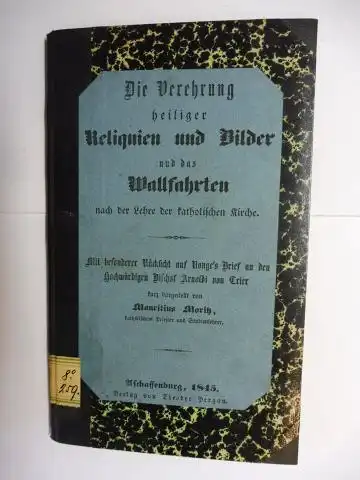 Die Verehrung
heiliger
Reliquien und Bilder
und das
Wallfahrten
nach der Lehre der katholischen Kirche.
Mit besonderer Rücksicht auf Ronge's Brief an den
Hochwürdigen Bischof Arnoldi von Trier
kurz dargestellt von
Mauritius Moritz,
katholischem Priester und Studienlehrer.
Aschaffenburg, 1845.
Verlag von Theodor Pergay.
8°
259.